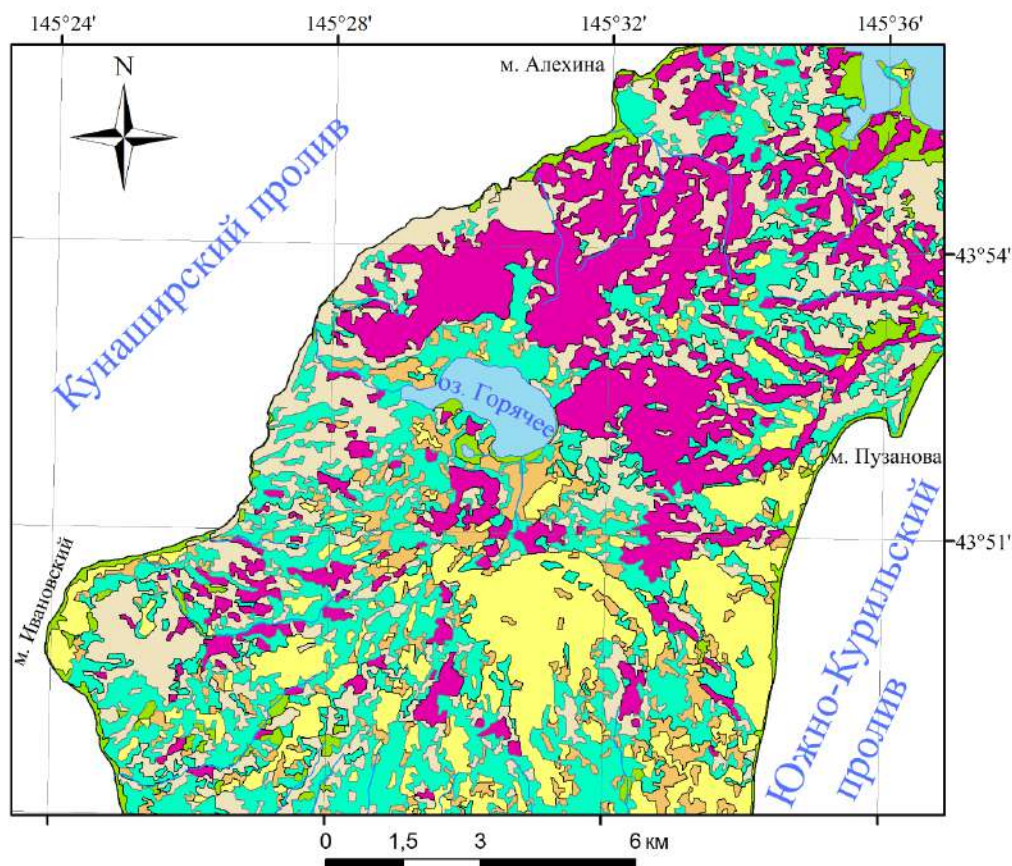 145°24'
145°28'
145°32'
145°36'
м. Алехина
N
Кунаширский пролив
43°54'
оз. Горячее
м. Пузанова
43°51'
м. Ивановский
Южно-Курильский
пролив
0
1,5
3
6 км